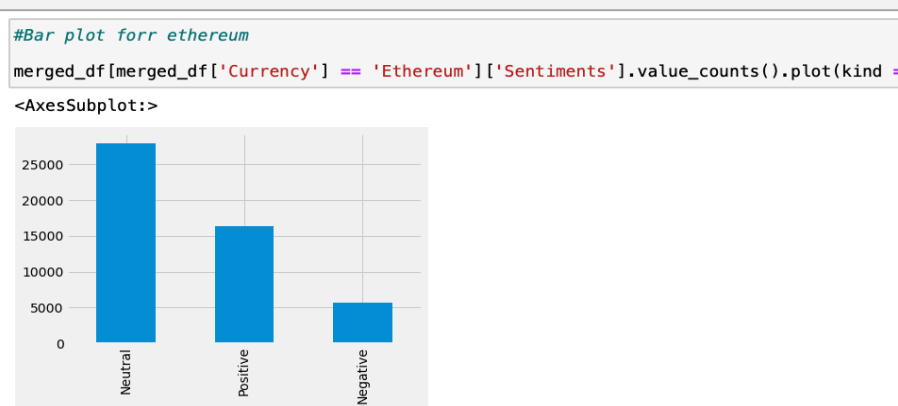 #Bar plot forr ethereum
merged_df[merged_df['Currency'] == 'Ethereum']['Sentiments'].value_counts().plot(kind =
<AxesSubplot:>
25000
20000
15000
10000
5000
0
Neutral
Positive
Negative